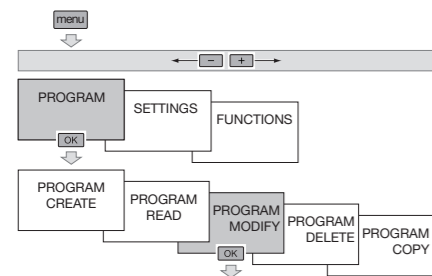 menu
− +
PROGRAM
SETTINGS
FUNCTIONS
OK
PROGRAM
CREATE
PROGRAM
READ
PROGRAM
MODIFY
PROGRAM
DELETE
PROGRAM
COPY
OK